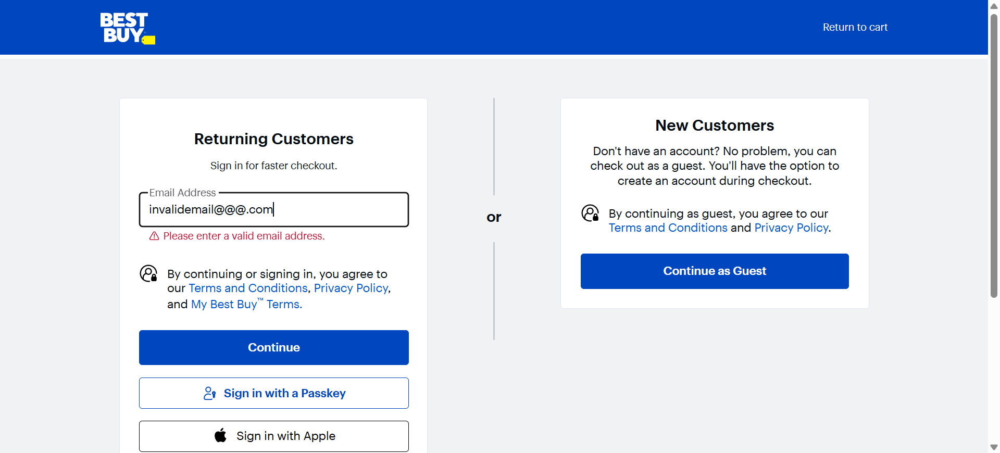 BEST
BUY™
Return to cart
Returning Customers
Sign in for faster checkout.
Email Address
invalidemail@@@.com
Please enter a valid email address.
By continuing or signing in, you agree to
our Terms and Conditions, Privacy Policy,
and My Best Buy™ Terms.
Continue
Sign in with a Passkey
Sign in with Apple
or
New Customers
Don't have an account? No problem, you can
check out as a guest. You'll have the option to
create an account during checkout.
By continuing as guest, you agree to our
Terms and Conditions and Privacy Policy.
Continue as Guest